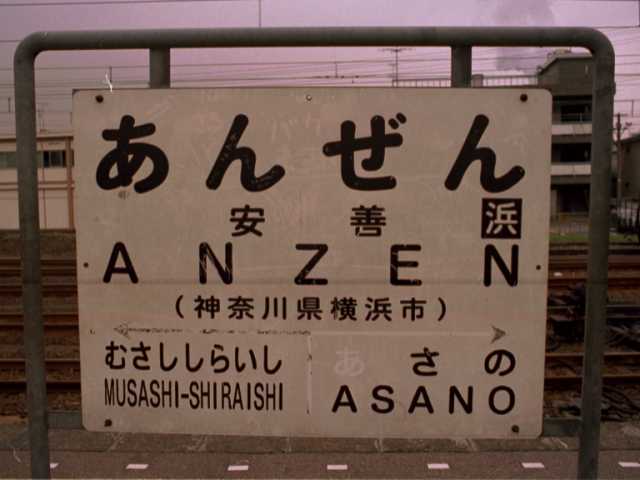 あんぜん
安善 浜
ANZEN
(神奈川県横浜市)
むさししらいし あさの
MUSASHI-SHIRAISHI ASANO